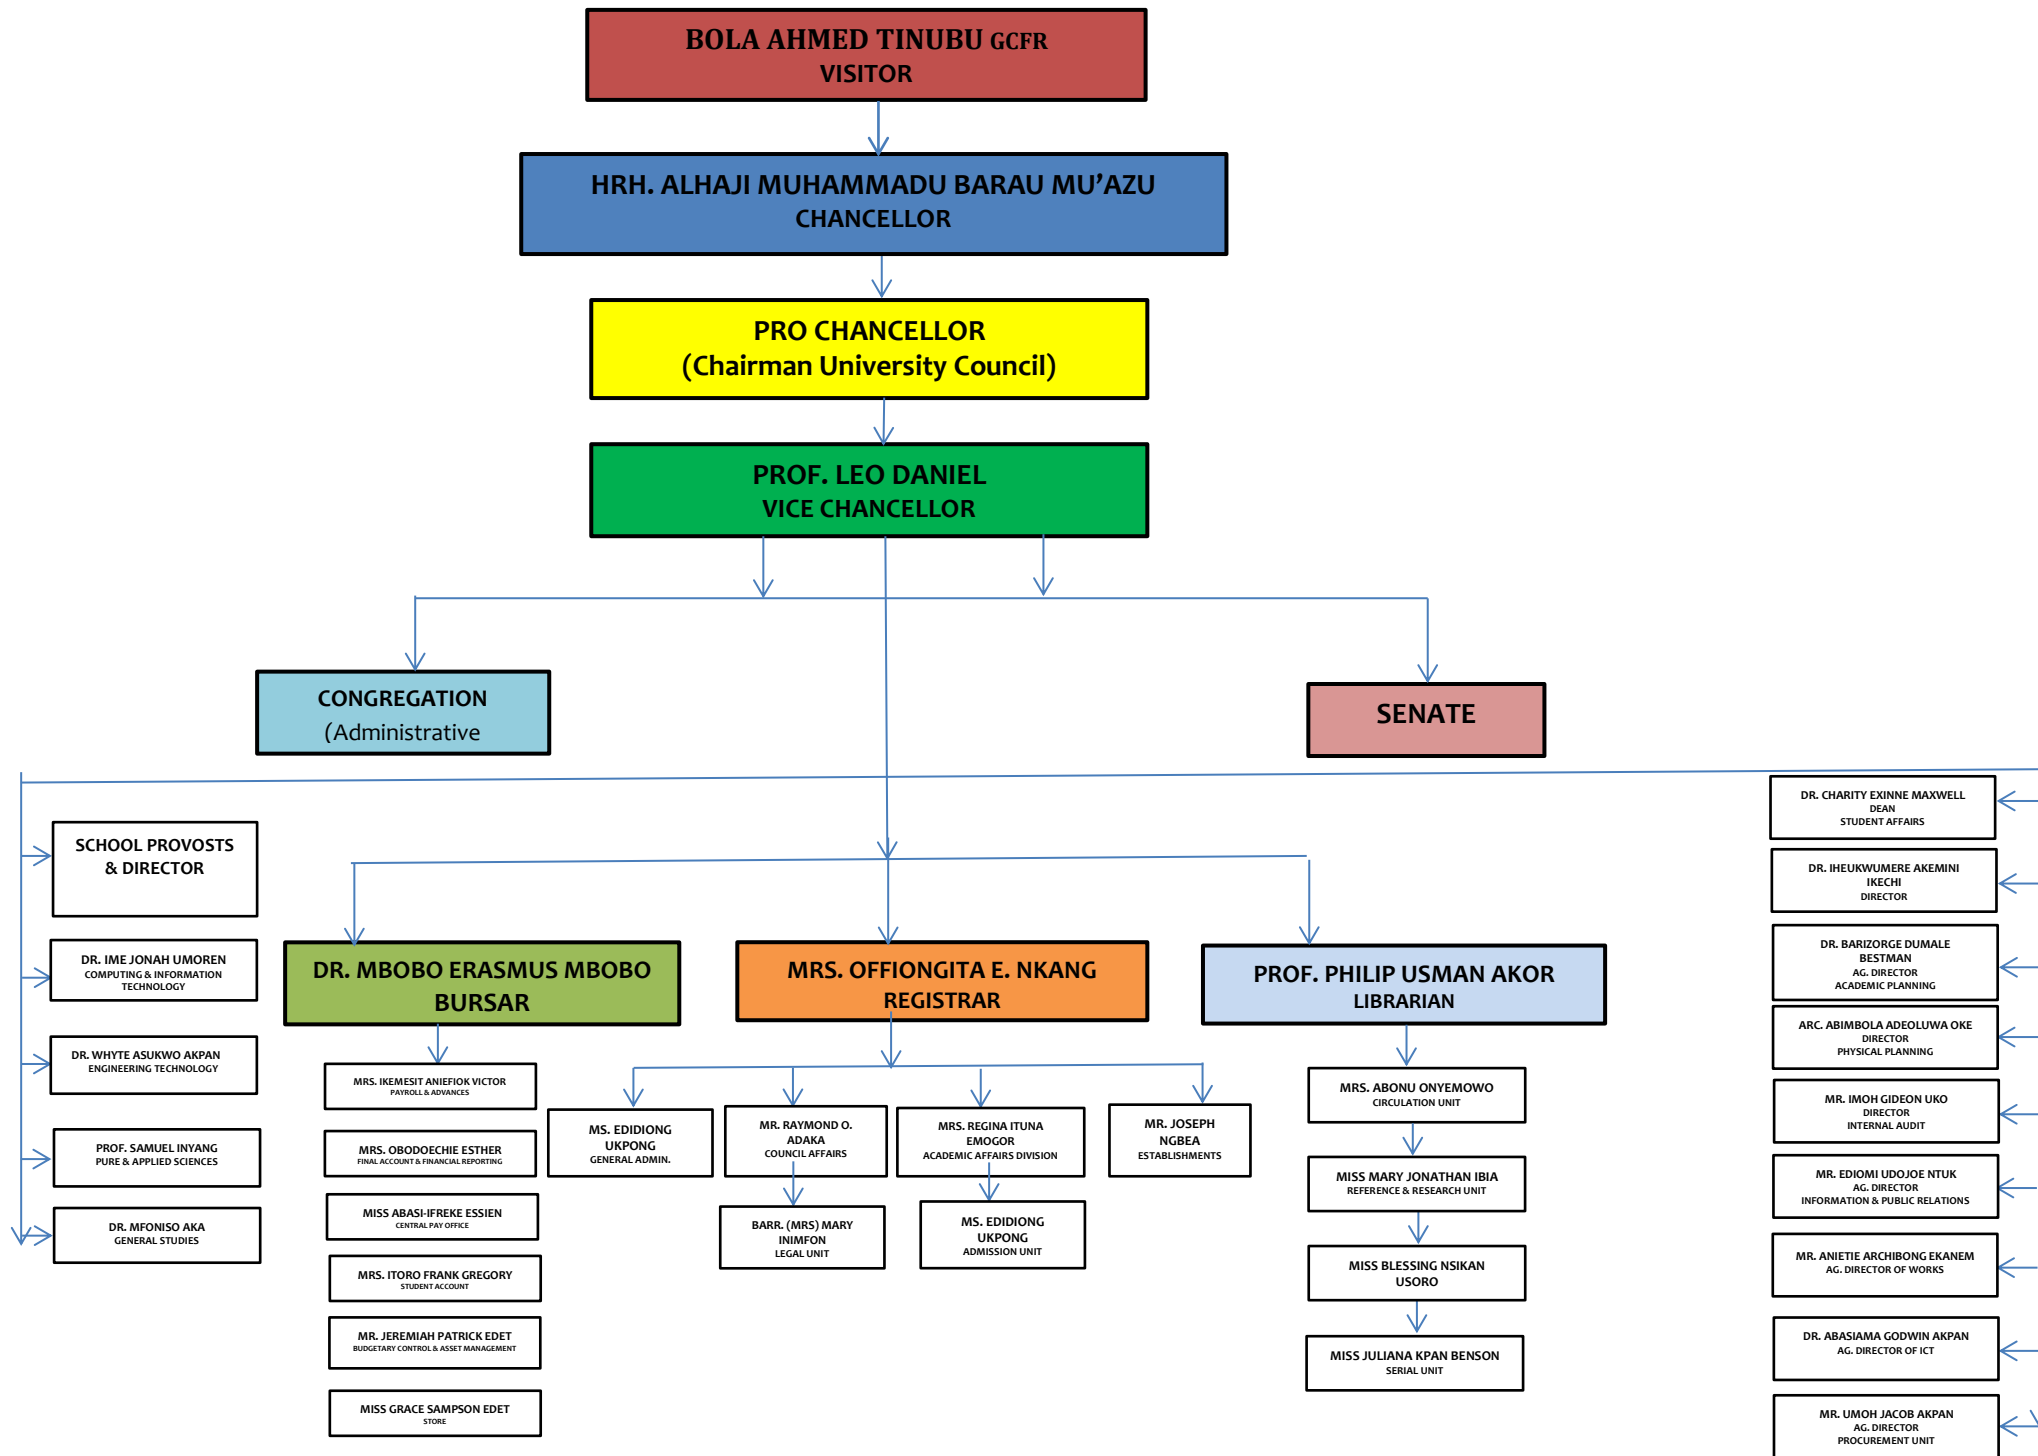 BOLA AHMED TINUBU GCFR
VISITOR
HRH. ALHAJI MUHAMMADU BARAU MU’AZU
CHANCELLOR
PRO CHANCELLOR
(Chairman University Council)
PROF. LEO DANIEL
VICE CHANCELLOR
CONGREGATION
(Administrative
SENATE
SCHOOL PROVOSTS
& DIRECTOR
DR. IME JONAH UMOREN
COMPUTING & INFORMATION
TECHNOLOGY
DR. WHYTE ASUKWO AKPAN
ENGINEERING TECHNOLOGY
PROF. SAMUEL INYANG
PURE & APPLIED SCIENCES
DR. MFONISO AKA
GENERAL STUDIES
DR. MBOBO ERASMUS MBOBO
BURSAR
MRS. IKEMESIT ANIEFIOK VICTOR
PAYROLL & ADVANCES
MRS. OBODOECHIE ESTHER
FINAL ACCOUNT & FINANCIAL REPORTING
MISS ABASI-IFREKE ESSIEN
CENTRAL PAY OFFICE
MRS. ITORO FRANK GREGORY
STUDENT ACCOUNT
MR. JEREMIAH PATRICK EDET
BUDGETARY CONTROL & ASSET MANAGEMENT
MISS GRACE SAMPSON EDET
STORE
MRS. OFFIONGITA E. NKANG
REGISTRAR
MS. EDIDIONG
UKPONG
GENERAL ADMIN.
MR. RAYMOND O.
ADAKA
COUNCIL AFFAIRS
BARR. (MRS) MARY
INIMFON
LEGAL UNIT
MRS. REGINA ITUNA
EMOGOR
ACADEMIC AFFAIRS DIVISION
MS. EDIDIONG
UKPONG
ADMISSION UNIT
MR. JOSEPH
NGBEA
ESTABLISHMENTS
PROF. PHILIP USMAN AKOR
LIBRARIAN
MRS. ABONU ONYEMOWO
CIRCULATION UNIT
MISS MARY JONATHAN IBIA
REFERENCE & RESEARCH UNIT
MISS BLESSING NSIKAN
USORO
MISS JULIANA KPAN BENSON
SERIAL UNIT
DR. CHARITY EXINNE MAXWELL
DEAN
STUDENT AFFAIRS
DR. IHEUKWUMERE AKEMINI
IKECHI
DIRECTOR
DR. BARIZORGE DUMALE
BESTMAN
AG. DIRECTOR
ACADEMIC PLANNING
ARC. ABIMBOLA ADEOLUWA OKE
DIRECTOR
PHYSICAL PLANNING
MR. IMOH GIDEON UKO
DIRECTOR
INTERNAL AUDIT
MR. EDIOMI UDOJOE NTUK
AG. DIRECTOR
INFORMATION & PUBLIC RELATIONS
MR. ANIETIE ARCHIBONG EKANEM
AG. DIRECTOR OF WORKS
DR. ABASIAMA GODWIN AKPAN
AG. DIRECTOR OF ICT
MR. UMOH JACOB AKPAN
AG. DIRECTOR
PROCUREMENT UNIT